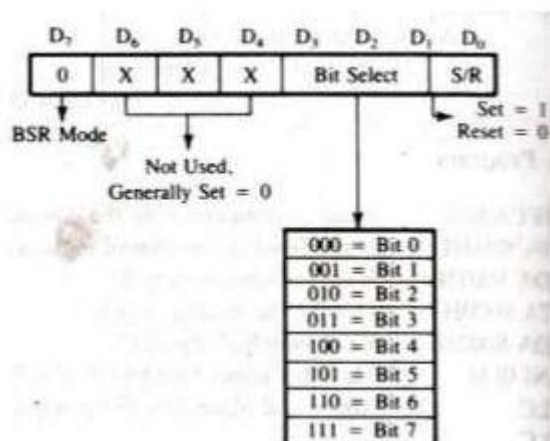 D₇ D₆ D₅ D₄ D₃ D₂ D₁ D₀
0 X X X Bit Select S/R
Set = 1
Reset = 0
BSR Mode
Not Used,
Generally Set = 0
000 = Bit 0
001 = Bit 1
010 = Bit 2
011 = Bit 3
100 = Bit 4
101 = Bit 5
110 = Bit 6
111 = Bit 7